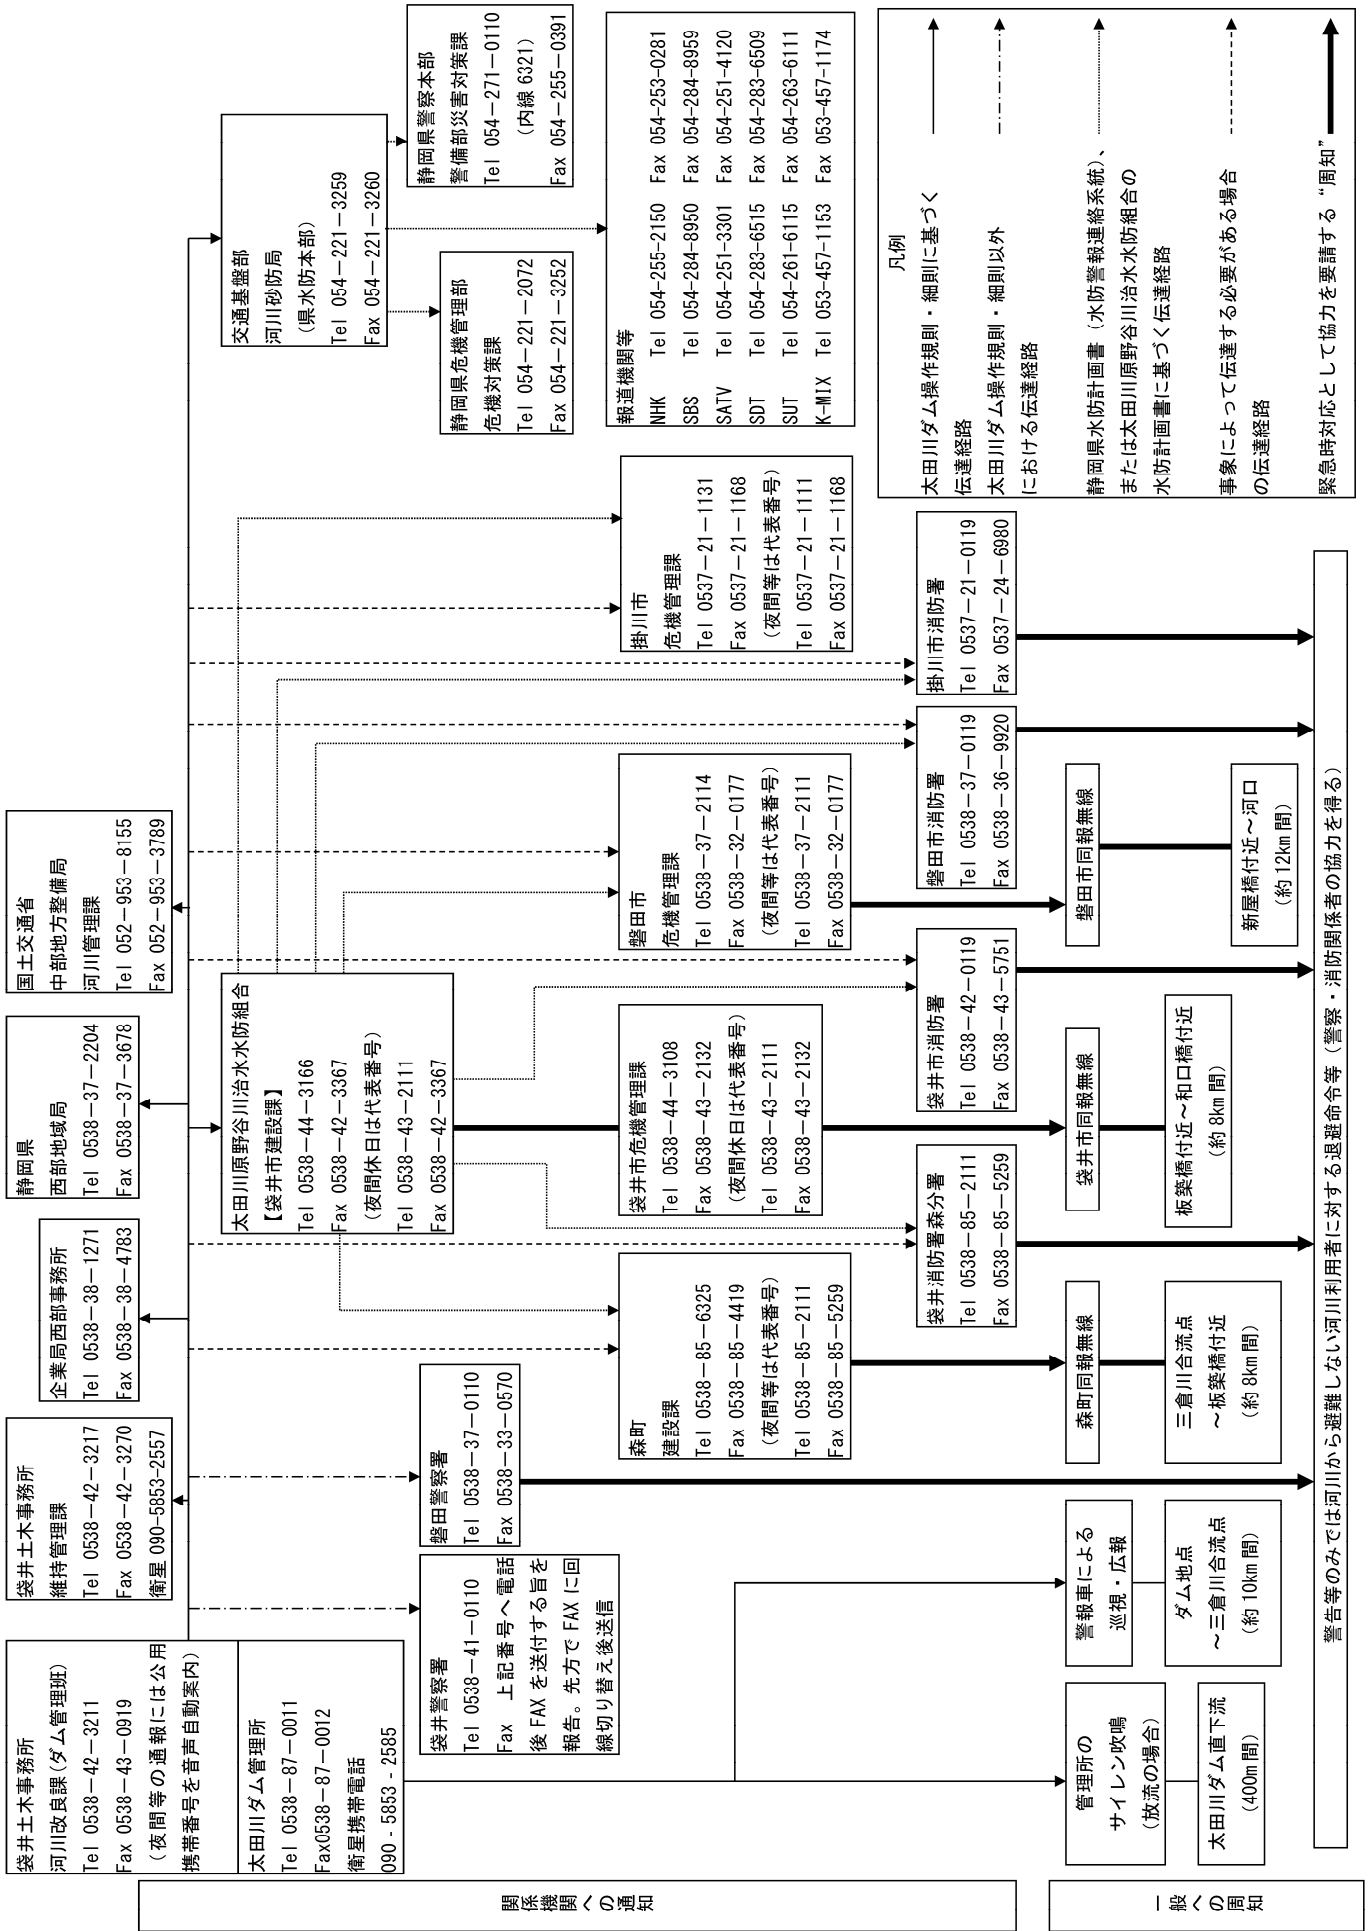 袋井土木事務所
河川改良課(ダム管理班)
Tel 0538－42－3211
Fax 0538－43－0919
（夜間等の通報には公用
携帯番号を音声自動案内）
太田川ダム管理所
Tel 0538－87－0011
Fax0538－87－0012
衛星携帯電話
090‐5853‐2585
袋井土木事務所
維持管理課
Tel 0538－42－3217
Fax 0538－42－3270
衛星 090-5853-2557
企業局西部事務所
Tel 0538－38－1271
Fax 0538－38－4783
静岡県
西部地域局
Tel 0538－37－2204
Fax 0538－37－3678
国土交通省
中部地方整備局
河川管理課
Tel 052－953－8155
Fax 052－953－3789
交通基盤部
河川砂防局
（県水防本部）
Tel 054－221－3259
Fax 054－221－3260
静岡県警察本部
警備部災害対策課
Tel 054－271－0110
（内線 6321）
Fax 054－255－0391
静岡県危機管理部
危機対策課
Tel 054－221－2072
Fax 054－221－3252
報道機関等
NHK Tel 054-255-2150 Fax 054-253-0281
SBS Tel 054-284-8950 Fax 054-284-8959
SATV Tel 054-251-3301 Fax 054-251-4120
SDT Tel 054-283-6515 Fax 054-283-6509
SUT Tel 054-261-6115 Fax 054-263-6111
K-MIX Tel 053-457-1153 Fax 053-457-1174
太田川原野谷川治水水防組合
【袋井市建設課】
Tel 0538－44－3166
Fax 0538－42－3367
（夜間休日は代表番号）
Tel 0538－43－2111
Fax 0538－42－3367
袋井警察署
Tel 0538－41－0110
Fax 上記番号へ電話
後 FAX を送付する旨を
報告。先方で FAX に回
線切り替え後送信
磐田警察署
Tel 0538－37－0110
Fax 0538－33－0570
森町
建設課
Tel 0538－85－6325
Fax 0538－85－4419
（夜間等は代表番号）
Tel 0538－85－2111
Fax 0538－85－5259
袋井市危機管理課
Tel 0538－44－3108
Fax 0538－43－2132
（夜間休日は代表番号）
Tel 0538－43－2111
Fax 0538－43－2132
磐田市
危機管理課
Tel 0538－37－2114
Fax 0538－32－0177
（夜間等は代表番号）
Tel 0538－37－2111
Fax 0538－32－0177
掛川市
危機管理課
Tel 0537－21－1131
Fax 0537－21－1168
（夜間等は代表番号）
Tel 0537－21－1111
Fax 0537－21－1168
袋井消防署森分署
Tel 0538－85－2111
Fax 0538－85－5259
袋井市消防署
Tel 0538－42－0119
Fax 0538－43－5751
磐田市消防署
Tel 0538－37－0119
Fax 0538－36－9920
掛川市消防署
Tel 0537－21－0119
Fax 0537－24－6980
管理所の
サイレン吹鳴
（放流の場合）
太田川ダム直下流
（400m間）
警報車による
巡視・広報
ダム地点
～三倉川合流点
（約 10km 間）
森町同報無線
三倉川合流点
～板築橋付近
（約 8km 間）
袋井市同報無線
板築橋付近～和口橋付近
（約 8km 間）
磐田市同報無線
新屋橋付近～河口
（約 12km 間）
警告等のみでは河川から避難しない河川利用者に対する退避命令等（警察・消防関係者の協力を得る）
凡例
太田川ダム操作規則・細則に基づく
伝達経路
太田川ダム操作規則・細則以外
における伝達経路
静岡県水防計画書（水防警報連絡系統）、
または太田川原野谷川治水水防組合の
水防計画書に基づく伝達経路
事象によって伝達する必要がある場合
の伝達経路
緊急時対応として協力を要請する“周知”
関係機関への通知
一般への周知